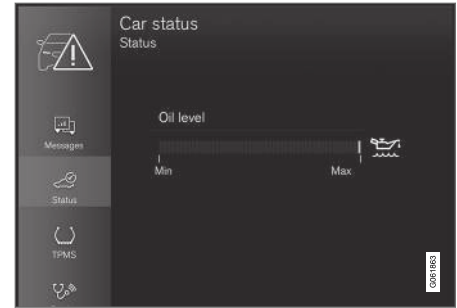 Car status
Status
Messages
Status
TPMS
Oil level
Min
Max
G061863